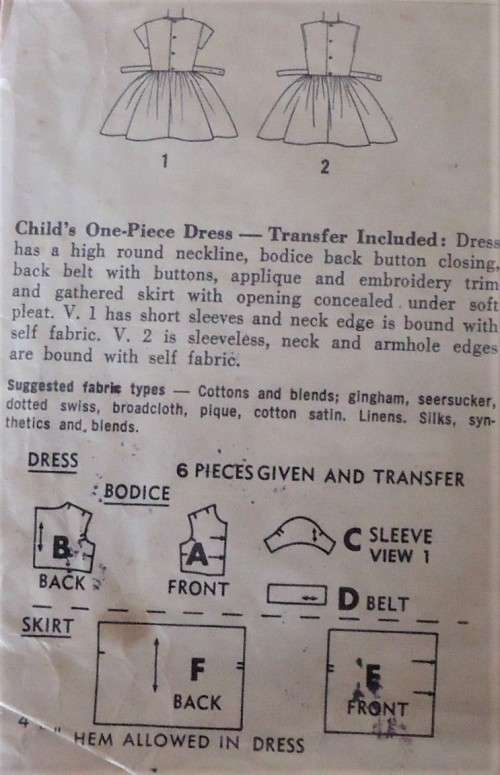 1
2
Child's One-Piece Dress — Transfer Included: Dress
has a high round neckline, bodice back button closing,
back belt with buttons, applique and embroidery trim
and gathered skirt with opening concealed under soft
pleat. V. 1 has short sleeves and neck edge is bound with
self fabric. V. 2 is sleeveless, neck and armhole edges
are bound with self fabric.
Suggested fabric types — Cottons and blends; gingham, seersucker,
dotted swiss, broadcloth, pique, cotton satin. Linens. Silks, syn-
thetics and blends.
DRESS
6 PIECES GIVEN AND TRANSFER
BODICE
B
BACK
A
FRONT
C SLEEVE
VIEW 1
D BELT
SKIRT
F
BACK
E
FRONT
4 " HEM ALLOWED IN DRESS